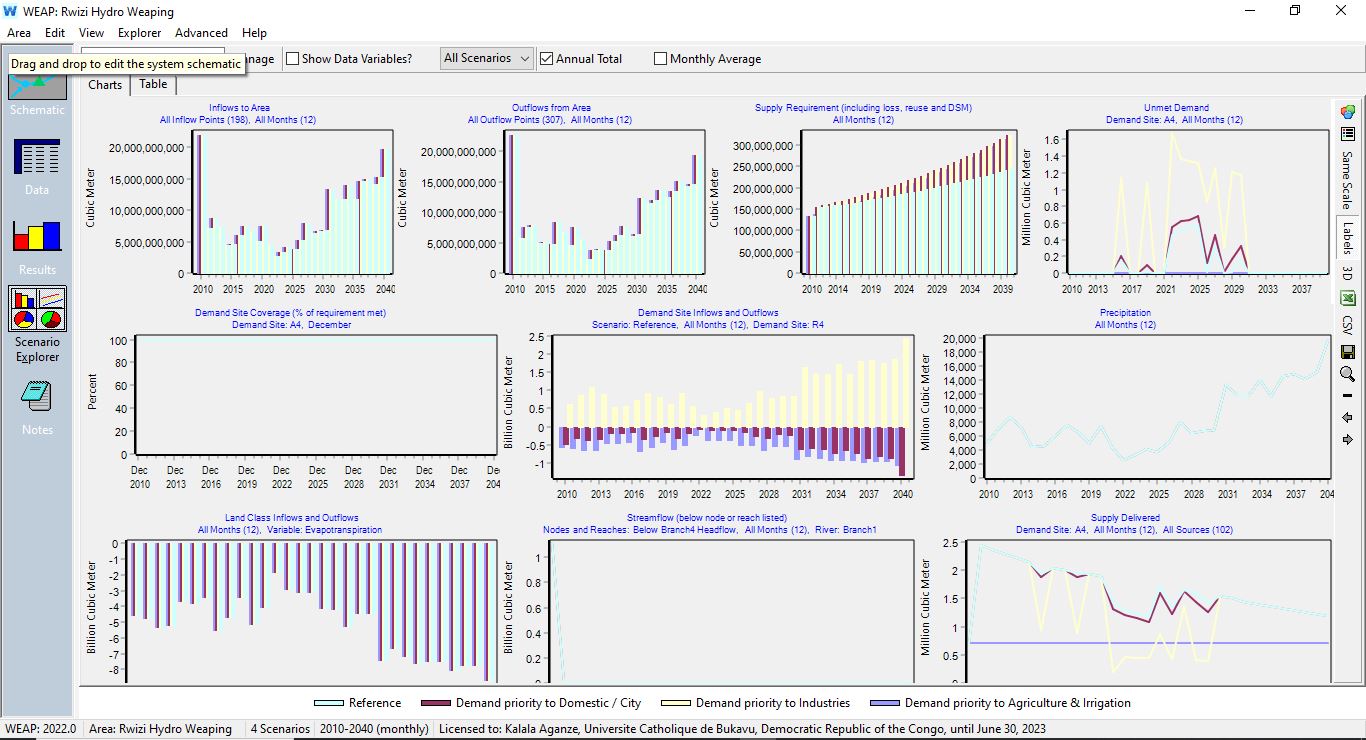 WEAP: Rwizi Hydro Weaping
Area Edit View Explorer Advanced Help
Drag and drop to edit the system schematic
nage
Show Data Variables?
All Scenarios
Annual Total
Monthly Average
Charts
Table
Schematic
Data
Results
Scenario
Explorer
Notes
Inflows to Area
All Inflow Points (198), All Months (12)
Cubic Meter
20,000,000,000
15,000,000,000
10,000,000,000
5,000,000,000
0
2010 2015 2020 2025 2030 2035 2040
Outflows from Area
All Outflow Points (307), All Months (12)
Cubic Meter
20,000,000,000
15,000,000,000
10,000,000,000
5,000,000,000
0
2010 2015 2020 2025 2030 2035 2040
Supply Requirement (including loss, reuse and DSM)
All Months (12)
Cubic Meter
300,000,000
250,000,000
200,000,000
150,000,000
100,000,000
50,000,000
0
2010 2014 2019 2024 2029 2034 2039
Unmet Demand
Demand Site: A4, All Months (12)
Million Cubic Meter
1.6
1.4
1.2
1
0.8
0.6
0.4
0.2
0
2010 2013 2017 2021 2025 2029 2033 2037
Demand Site Coverage (% of requirement met)
Demand Site: A4, December
Percent
100
80
60
40
20
0
Dec Dec Dec Dec Dec Dec Dec Dec Dec Dec De
2010 2013 2016 2019 2022 2025 2028 2031 2034 2037 204
Demand Site Inflows and Outflows
Scenario: Reference, All Months (12), Demand Site: R4
Billion Cubic Meter
2.5
2
1.5
1
0.5
0
-0.5
-1
2010 2013 2016 2019 2022 2025 2028 2031 2034 2037 2040
Precipitation
All Months (12)
Million Cubic Meter
20,000
18,000
16,000
14,000
12,000
10,000
8,000
6,000
4,000
2,000
0
2010 2013 2016 2019 2022 2025 2028 2031 2034 2037 204
Land Class Inflows and Outflows
All Months (12), Variable: Evapotranspiration
Billion Cubic Meter
0
-1
-2
-3
-4
-5
-6
-7
-8
Streamflow (below node or reach listed)
Nodes and Reaches: Below Branch4 Headflow, All Months (12), River: Branch1
Billion Cubic Meter
1
0.8
0.6
0.4
0.2
Supply Delivered
Demand Site: A4, All Months (12), All Sources (102)
Million Cubic Meter
2.5
2
1.5
1
0.5
Same Scale
Labels
3D
CSV
Reference
Demand priority to Domestic / City
Demand priority to Industries
Demand priority to Agriculture & Irrigation
WEAP: 2022.0 Area: Rwizi Hydro Weaping 4 Scenarios 2010-2040 (monthly) Licensed to: Kalala Aganze, Universite Catholique de Bukavu, Democratic Republic of the Congo, until June 30, 2023